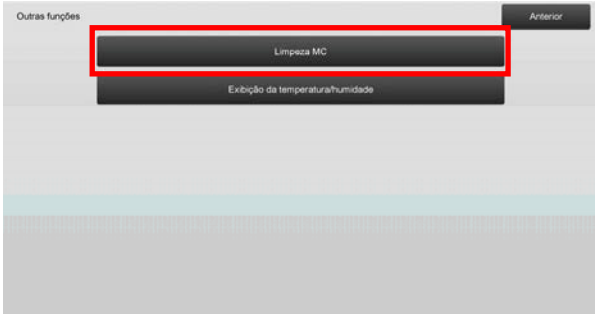 Outras funções
Anterior
Limpeza MC
Exibição da temperatura/humidade